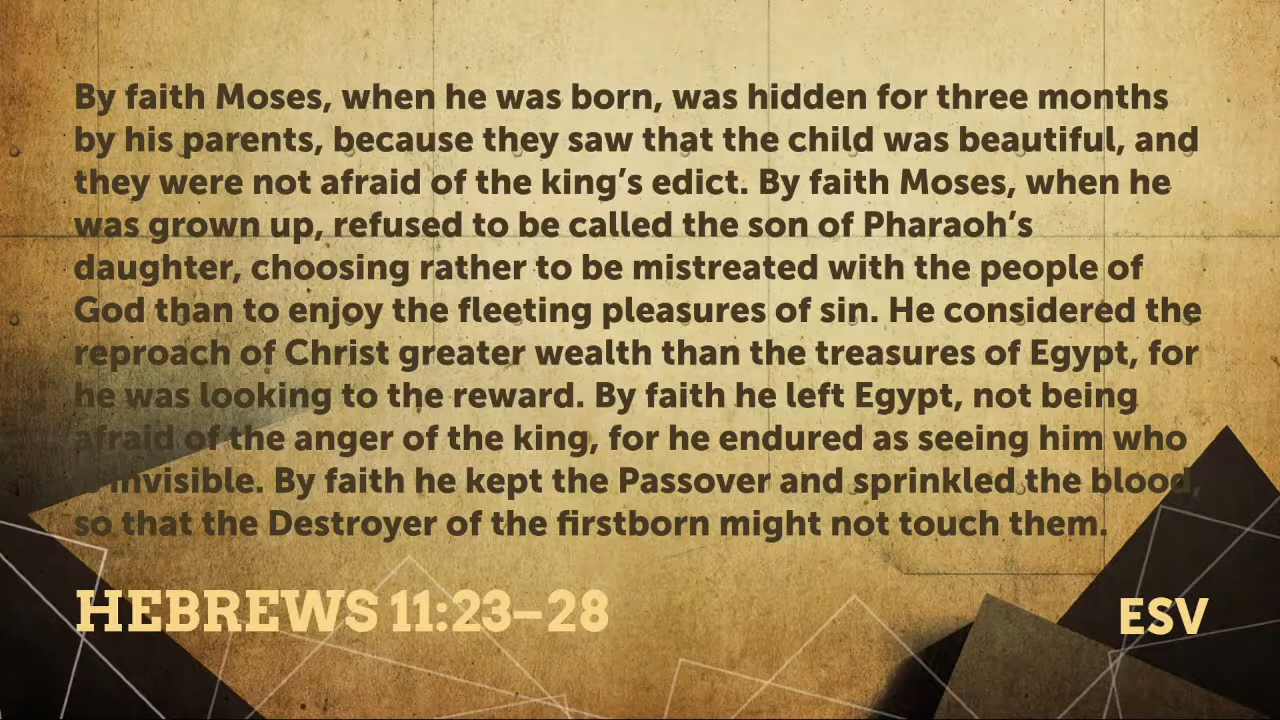 By faith Moses, when he was born, was hidden for three months
by his parents, because they saw that the child was beautiful, and
they were not afraid of the king’s edict. By faith Moses, when he
was grown up, refused to be called the son of Pharaoh’s
daughter, choosing rather to be mistreated with the people of
God than to enjoy the fleeting pleasures of sin. He considered the
reproach of Christ greater wealth than the treasures of Egypt, for
he was looking to the reward. By faith he left Egypt, not being
afraid of the anger of the king, for he endured as seeing him who
is invisible. By faith he kept the Passover and sprinkled the blood,
so that the Destroyer of the firstborn might not touch them.
HEBREWS 11:23–28
ESV